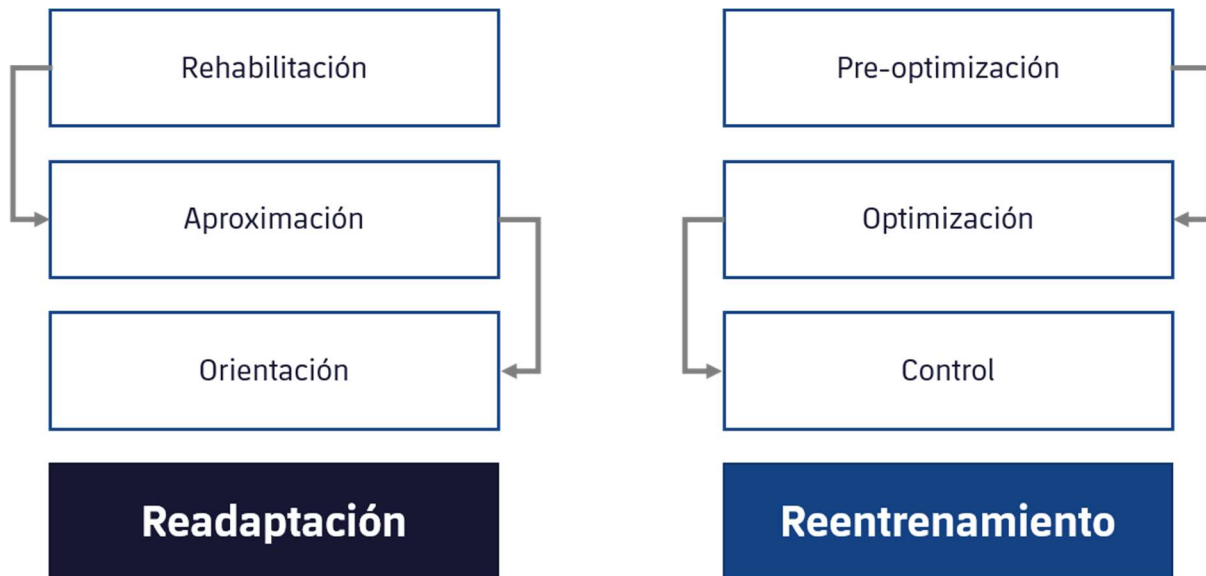 Rehabilitación
Aproximación
Orientación
Readaptación
Pre-optimización
Optimización
Control
Reentrenamiento